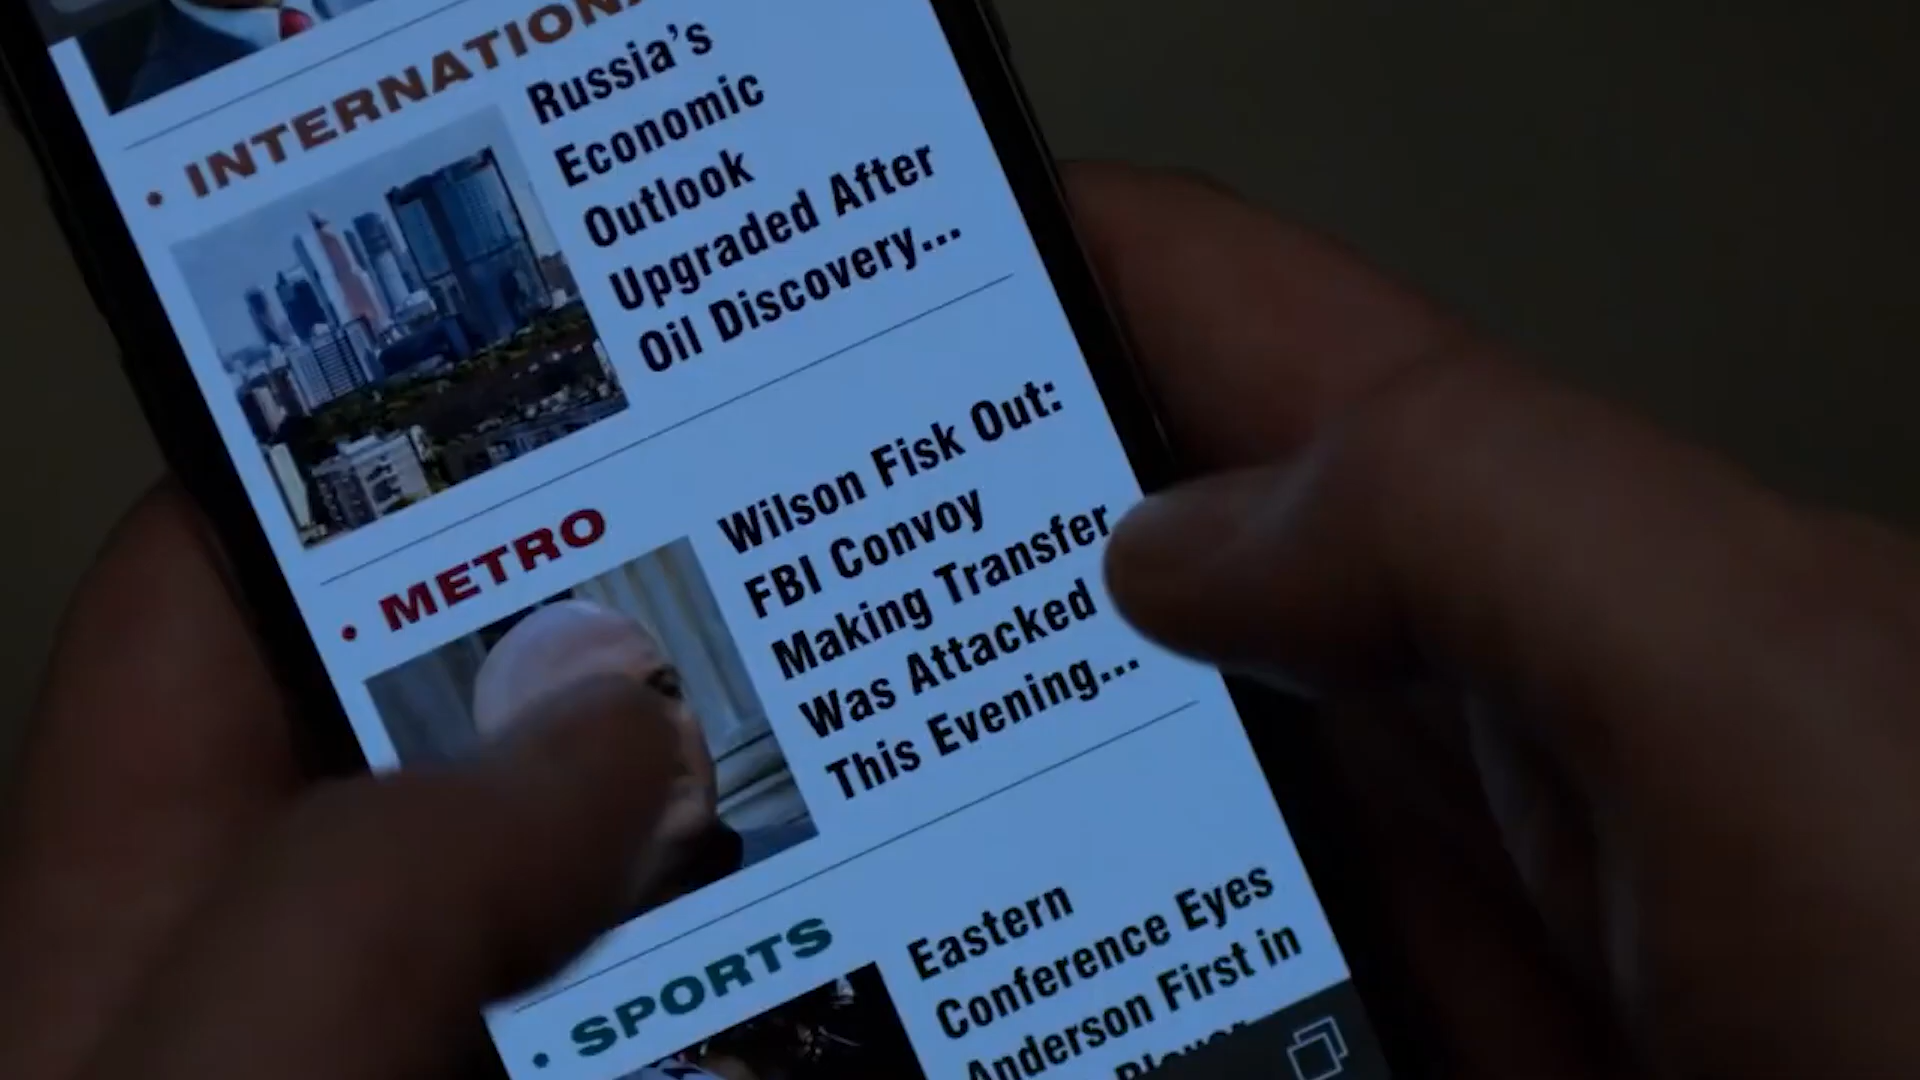 • INTERNATION
Russia's
Economic
Outlook
Upgraded After
Oil Discovery...
• METRO
Wilson Fisk Out:
FBI Convoy
Making Transfer
Was Attacked
This Evening...
• SPORTS
Eastern
Conference Eyes
Anderson First in